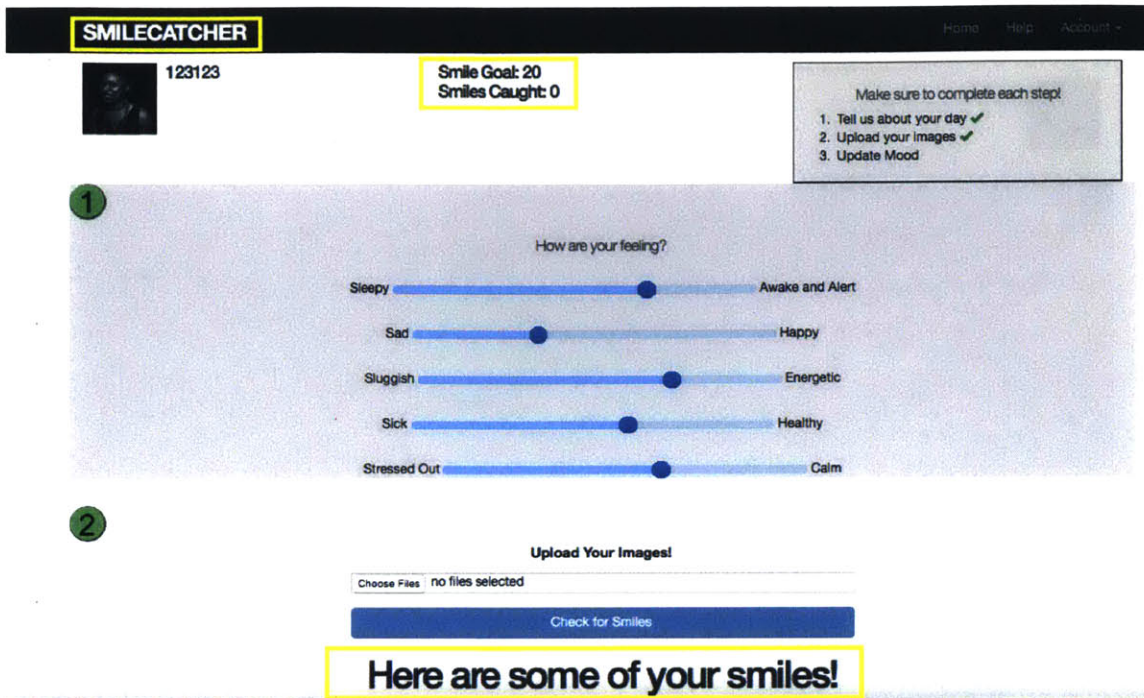 SMILECATCHER
Home Help Account
123123
Smile Goal: 20
Smiles Caught: 0
Make sure to complete each step!
1. Tell us about your day ✔
2. Upload your images ✔
3. Update Mood
1
How are your feeling?
Sleepy Awake and Alert
Sad Happy
Sluggish Energetic
Sick Healthy
Stressed Out Calm
2
Upload Your Images!
Choose Files no files selected
Check for Smiles
Here are some of your smiles!